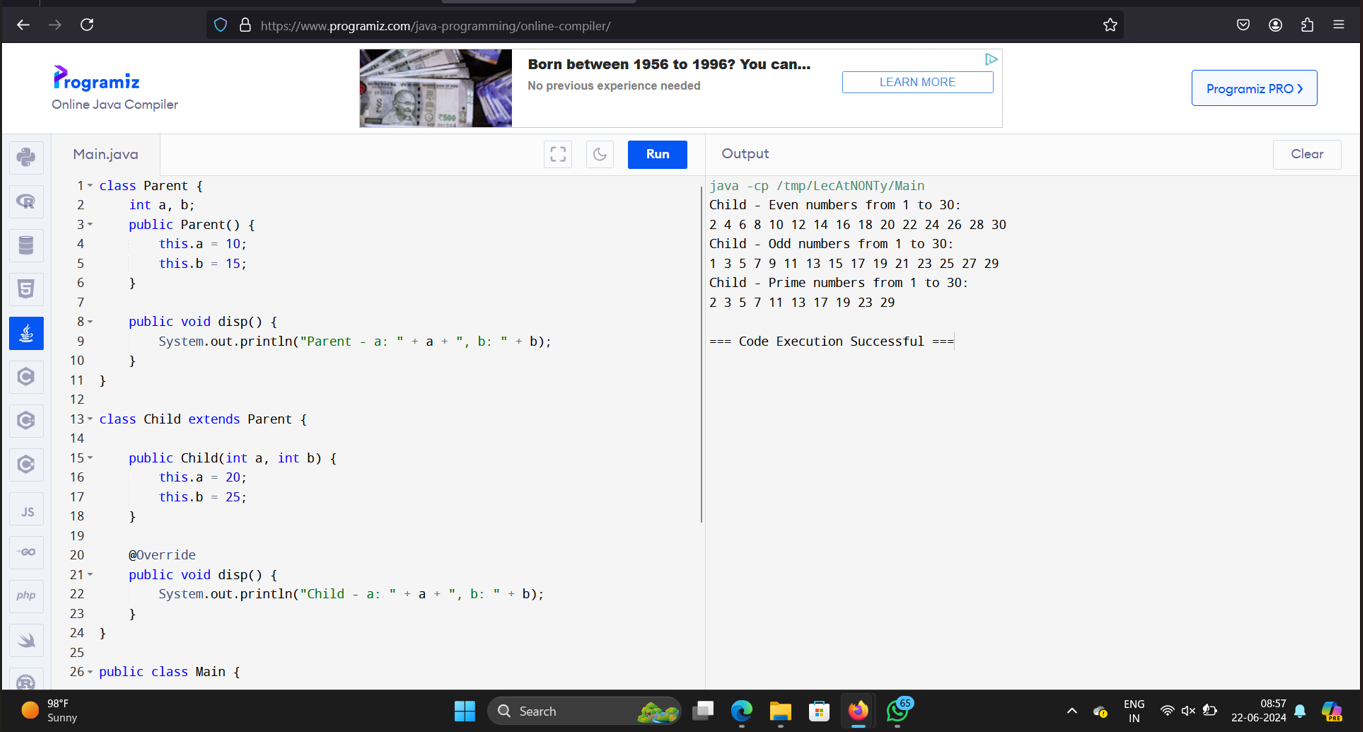 https://www.programiz.com/java-programming/online-compiler/
Programiz
Online Java Compiler
Born between 1956 to 1996? You can...
No previous experience needed
LEARN MORE
Programiz PRO
Main.java
Run
Output
Clear
1 class Parent {
2 int a, b;
3 public Parent() {
4 this.a = 10;
5 this.b = 15;
6 }
7
8 public void disp() {
9 System.out.println("Parent - a: " + a + ", b: " + b);
10 }
11 }
12
13 class Child extends Parent {
14
15 public Child(int a, int b) {
16 this.a = 20;
17 this.b = 25;
18 }
19
20 @Override
21 public void disp() {
22 System.out.println("Child - a: " + a + ", b: " + b);
23 }
24 }
25
26 public class Main {
java -cp /tmp/LecAtNONTy/Main
Child - Even numbers from 1 to 30:
2 4 6 8 10 12 14 16 18 20 22 24 26 28 30
Child - Odd numbers from 1 to 30:
1 3 5 7 9 11 13 15 17 19 21 23 25 27 29
Child - Prime numbers from 1 to 30:
2 3 5 7 11 13 17 19 23 29
=== Code Execution Successful ===
JS
GO
php
98°F
Sunny
Search
65
ENG
IN
08:57
22-06-2024
PRE